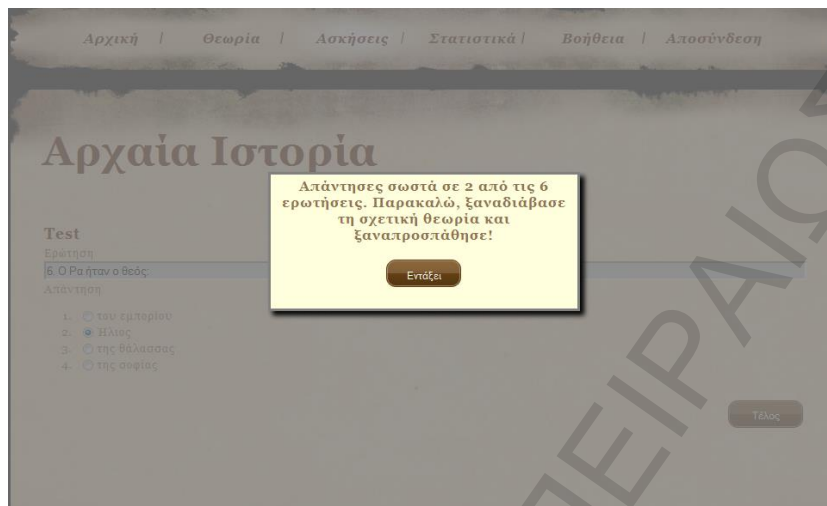 Αρχική | Θεωρία | Ασκήσεις | Στατιστικά | Βοήθεια | Αποσύνδεση
Αρχαία Ιστορία
Απάντησες σωστά σε 2 από τις 6
ερωτήσεις. Παρακαλώ, ξαναδιάβασε
τη σχετική θεωρία και
ξαναπροσπάθησε!
Εντάξει
Test
Ερώτηση
6. Ο Ρα ήταν ο θεός:
Απάντηση
1. του εμπορίου
2. Ήλιος
3. της θάλασσας
4. της σοφίας
Τέλος
ΠΕΙΡΑΙΩΣ